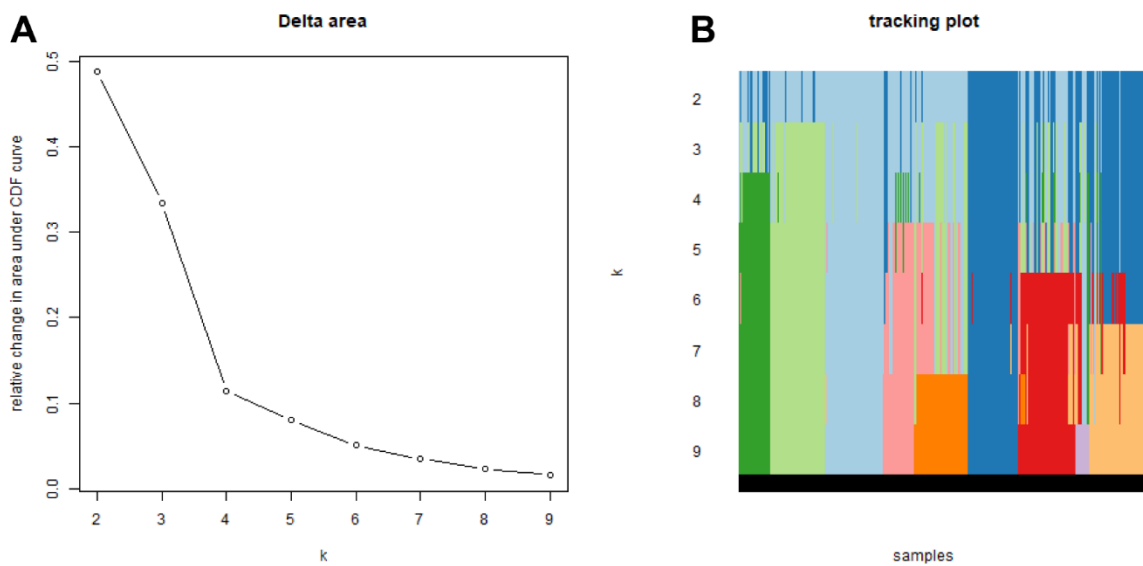 A
Delta area
relative change in area under CDF curve
0.5
0.4
0.3
0.2
0.1
0.0
2 3 4 5 6 7 8 9
k
B
tracking plot
k
2
3
4
5
6
7
8
9
samples